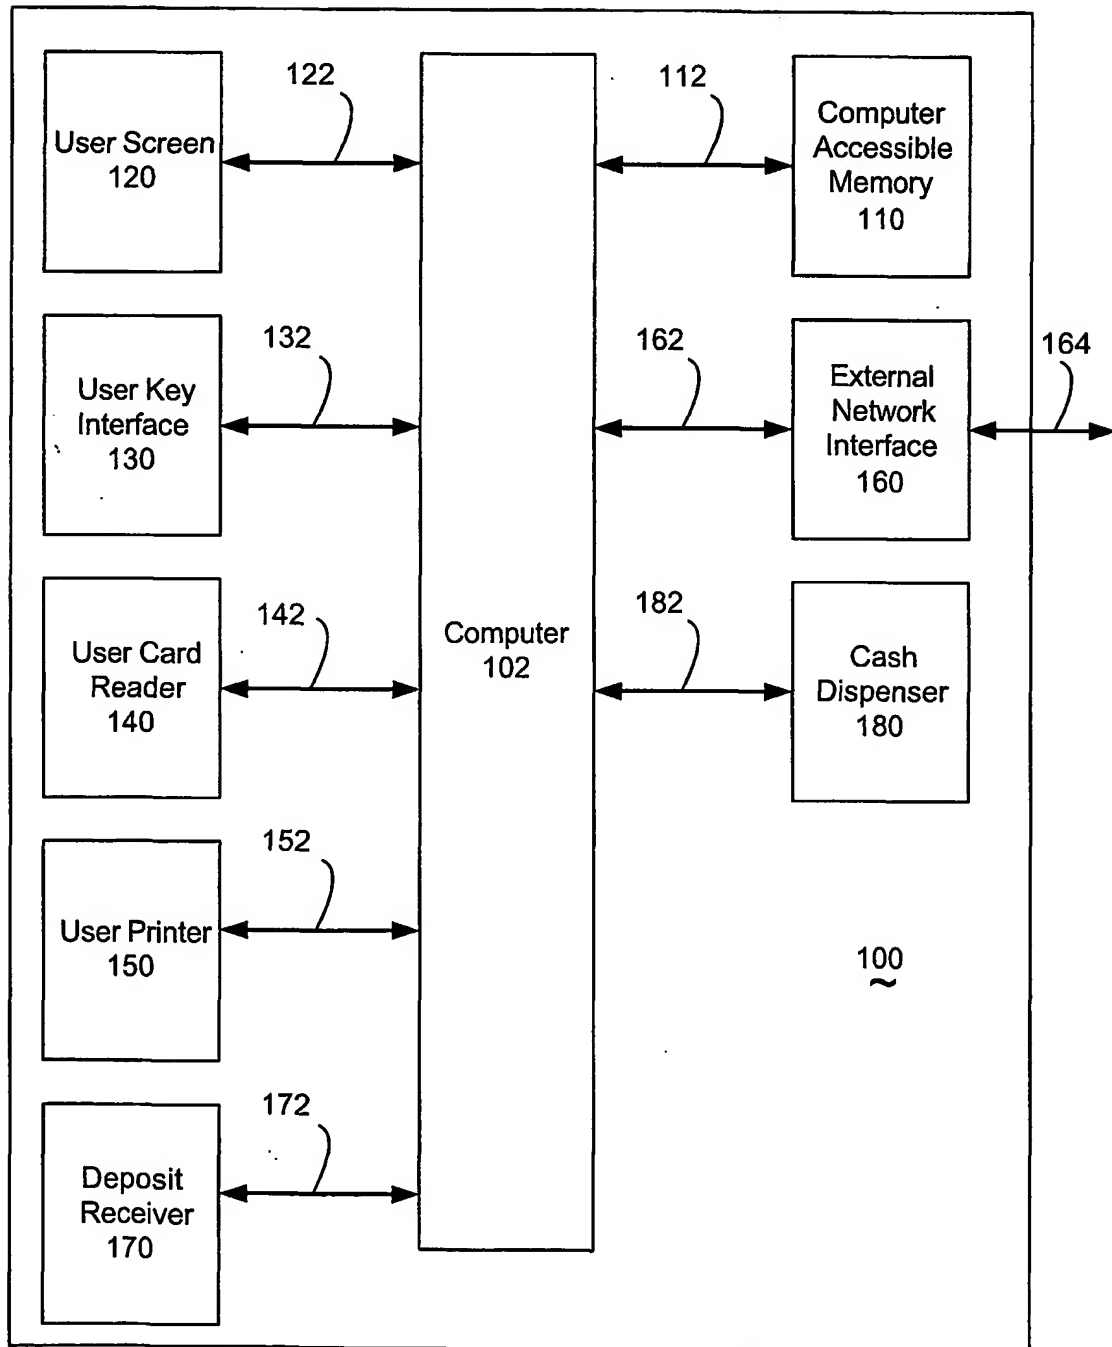 122
112
User Screen
120
Computer
Accessible
Memory
110
132
162
164
User Key
Interface
130
External
Network
Interface
160
142
182
User Card
Reader
140
Computer
102
Cash
Dispenser
180
152
User Printer
150
100
172
Deposit
Receiver
170